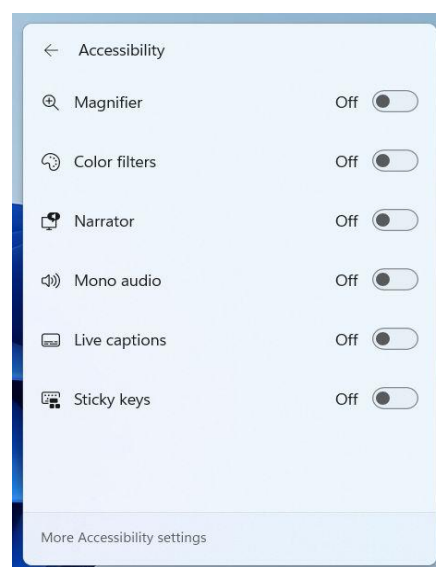 Accessibility
Magnifier Off
Color filters Off
Narrator Off
Mono audio Off
Live captions Off
Sticky keys Off
More Accessibility settings